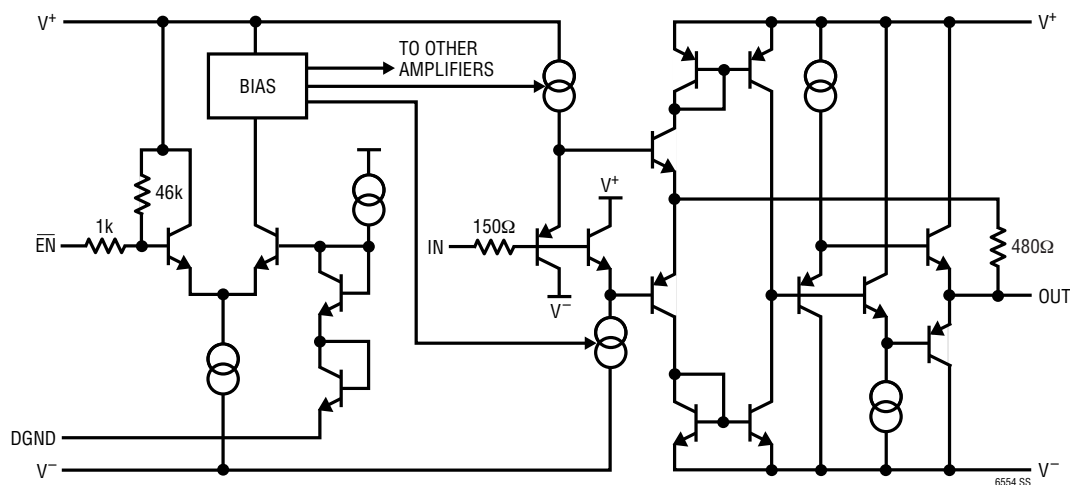 V+
V+
TO OTHER
AMPLIFIERS
BIAS
46k
1k
EN
150Ω
V+
IN
V−
480Ω
OUT
DGND
V−
V−
6554 SS